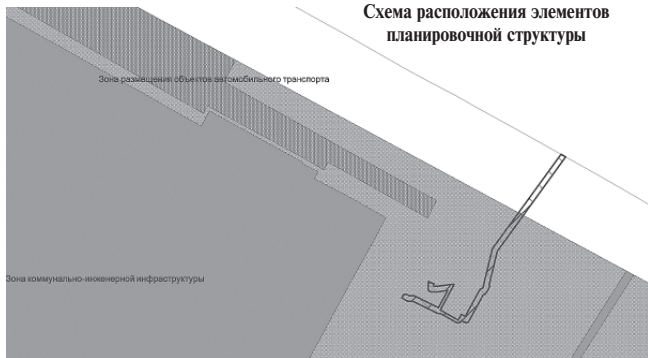 Схема расположения элементов
планировочной структуры
Зона размещения объектов автомобильного транспорта
Зона коммунально-инженерной инфраструктуры